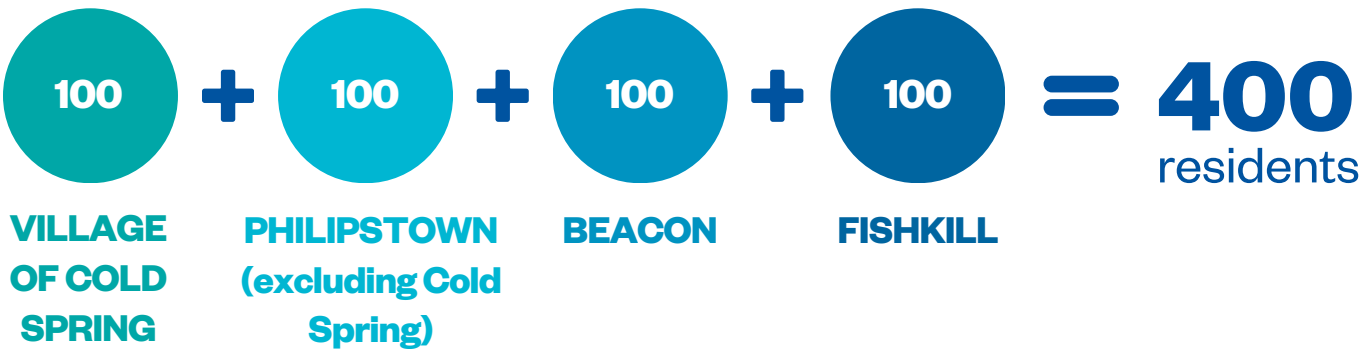 100 + 100 + 100 + 100 = 400
residents
VILLAGE
OF COLD
SPRING
PHILIPSTOWN
(excluding Cold
Spring)
BEACON
FISHKILL